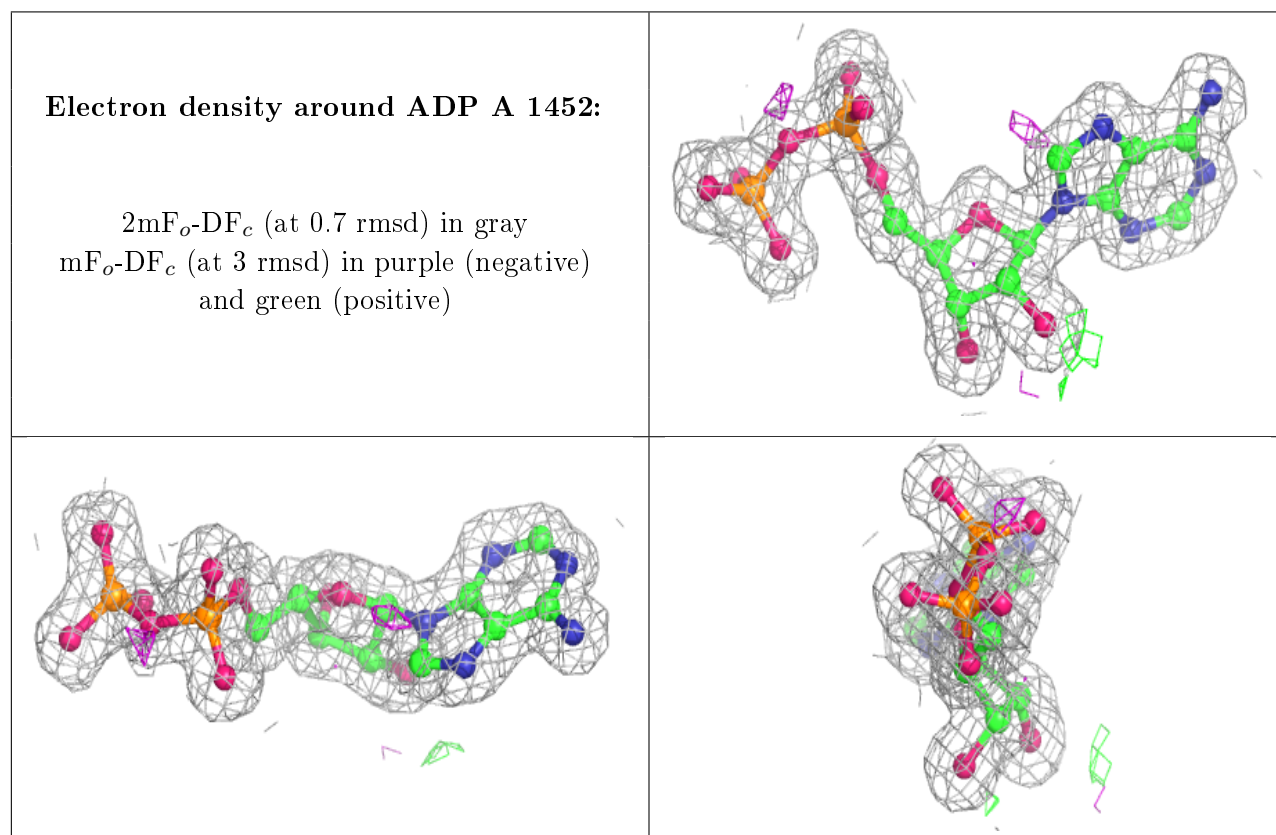 Electron density around ADP A 1452:
2mFo-DFc (at 0.7 rmsd) in gray
mFo-DFc (at 3 rmsd) in purple (negative)
and green (positive)